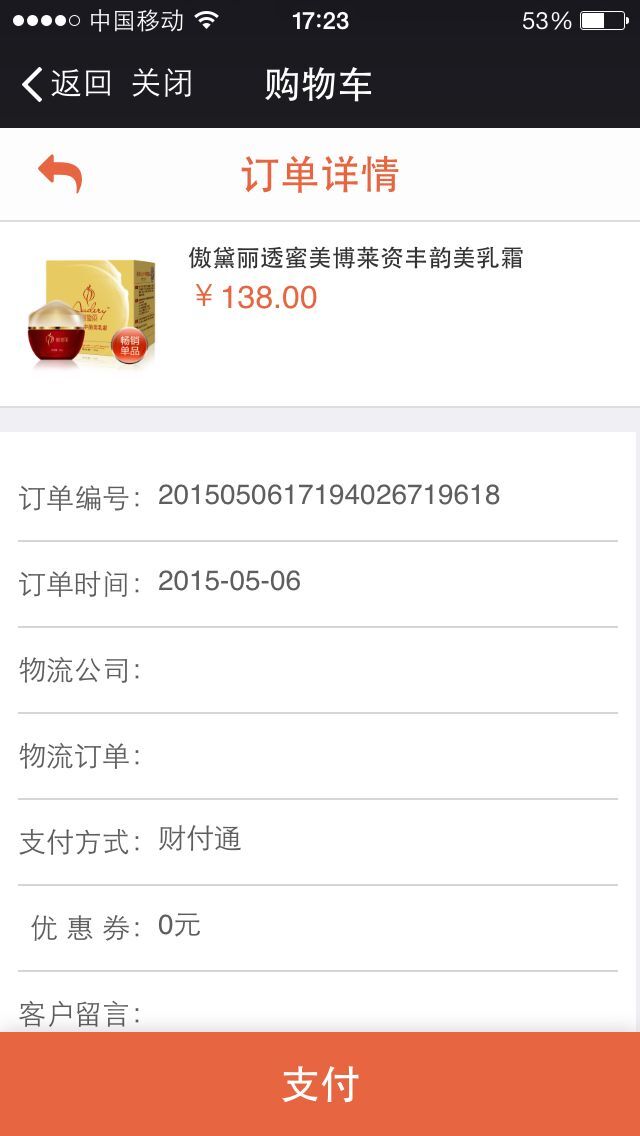 中国移动
17:23
53%
返回 关闭
购物车
订单详情
傲黛丽透蜜美博莱资丰韵美乳霜
￥138.00
畅销
单品
订单编号： 2015050617194026719618
订单时间： 2015-05-06
物流公司：
物流订单：
支付方式： 财付通
优 惠 券： 0元
客户留言：
支付